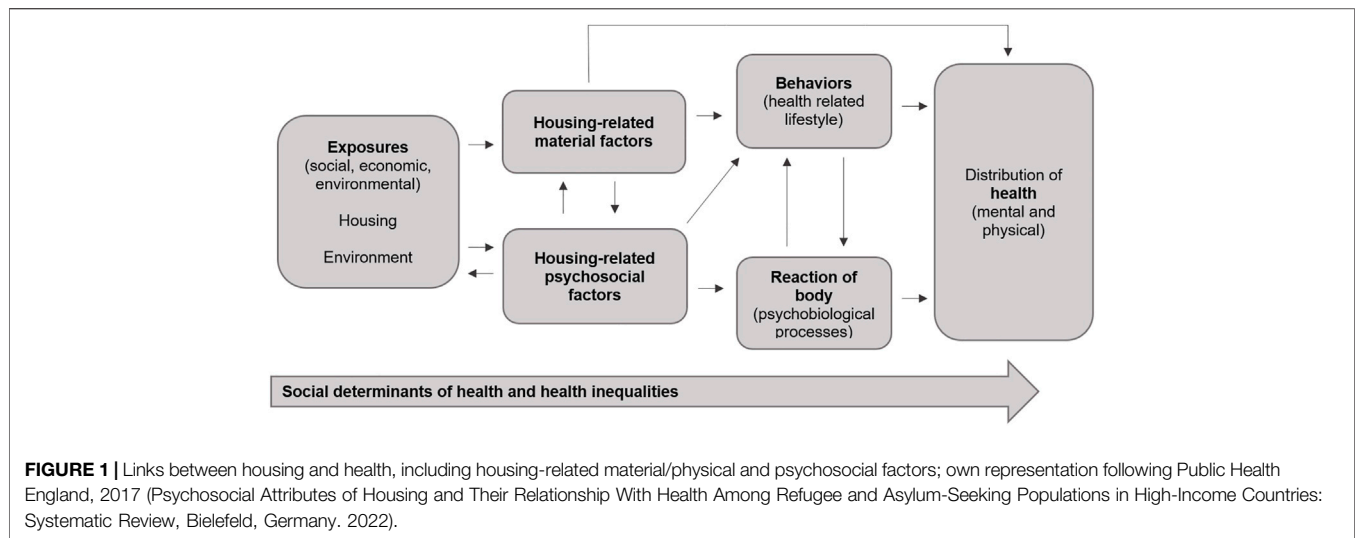 Exposures
(social, economic,
environmental)
Housing
Environment
Housing-related
material factors
Housing-related
psychosocial
factors
Behaviors
(health related
lifestyle)
Reaction of
body
(psychobiological
processes)
Distribution of
health
(mental and
physical)
Social determinants of health and health inequalities
FIGURE 1 | Links between housing and health, including housing-related material/physical and psychosocial factors; own representation following Public Health
England, 2017 (Psychosocial Attributes of Housing and Their Relationship With Health Among Refugee and Asylum-Seeking Populations in High-Income Countries:
Systematic Review, Bielefeld, Germany. 2022).